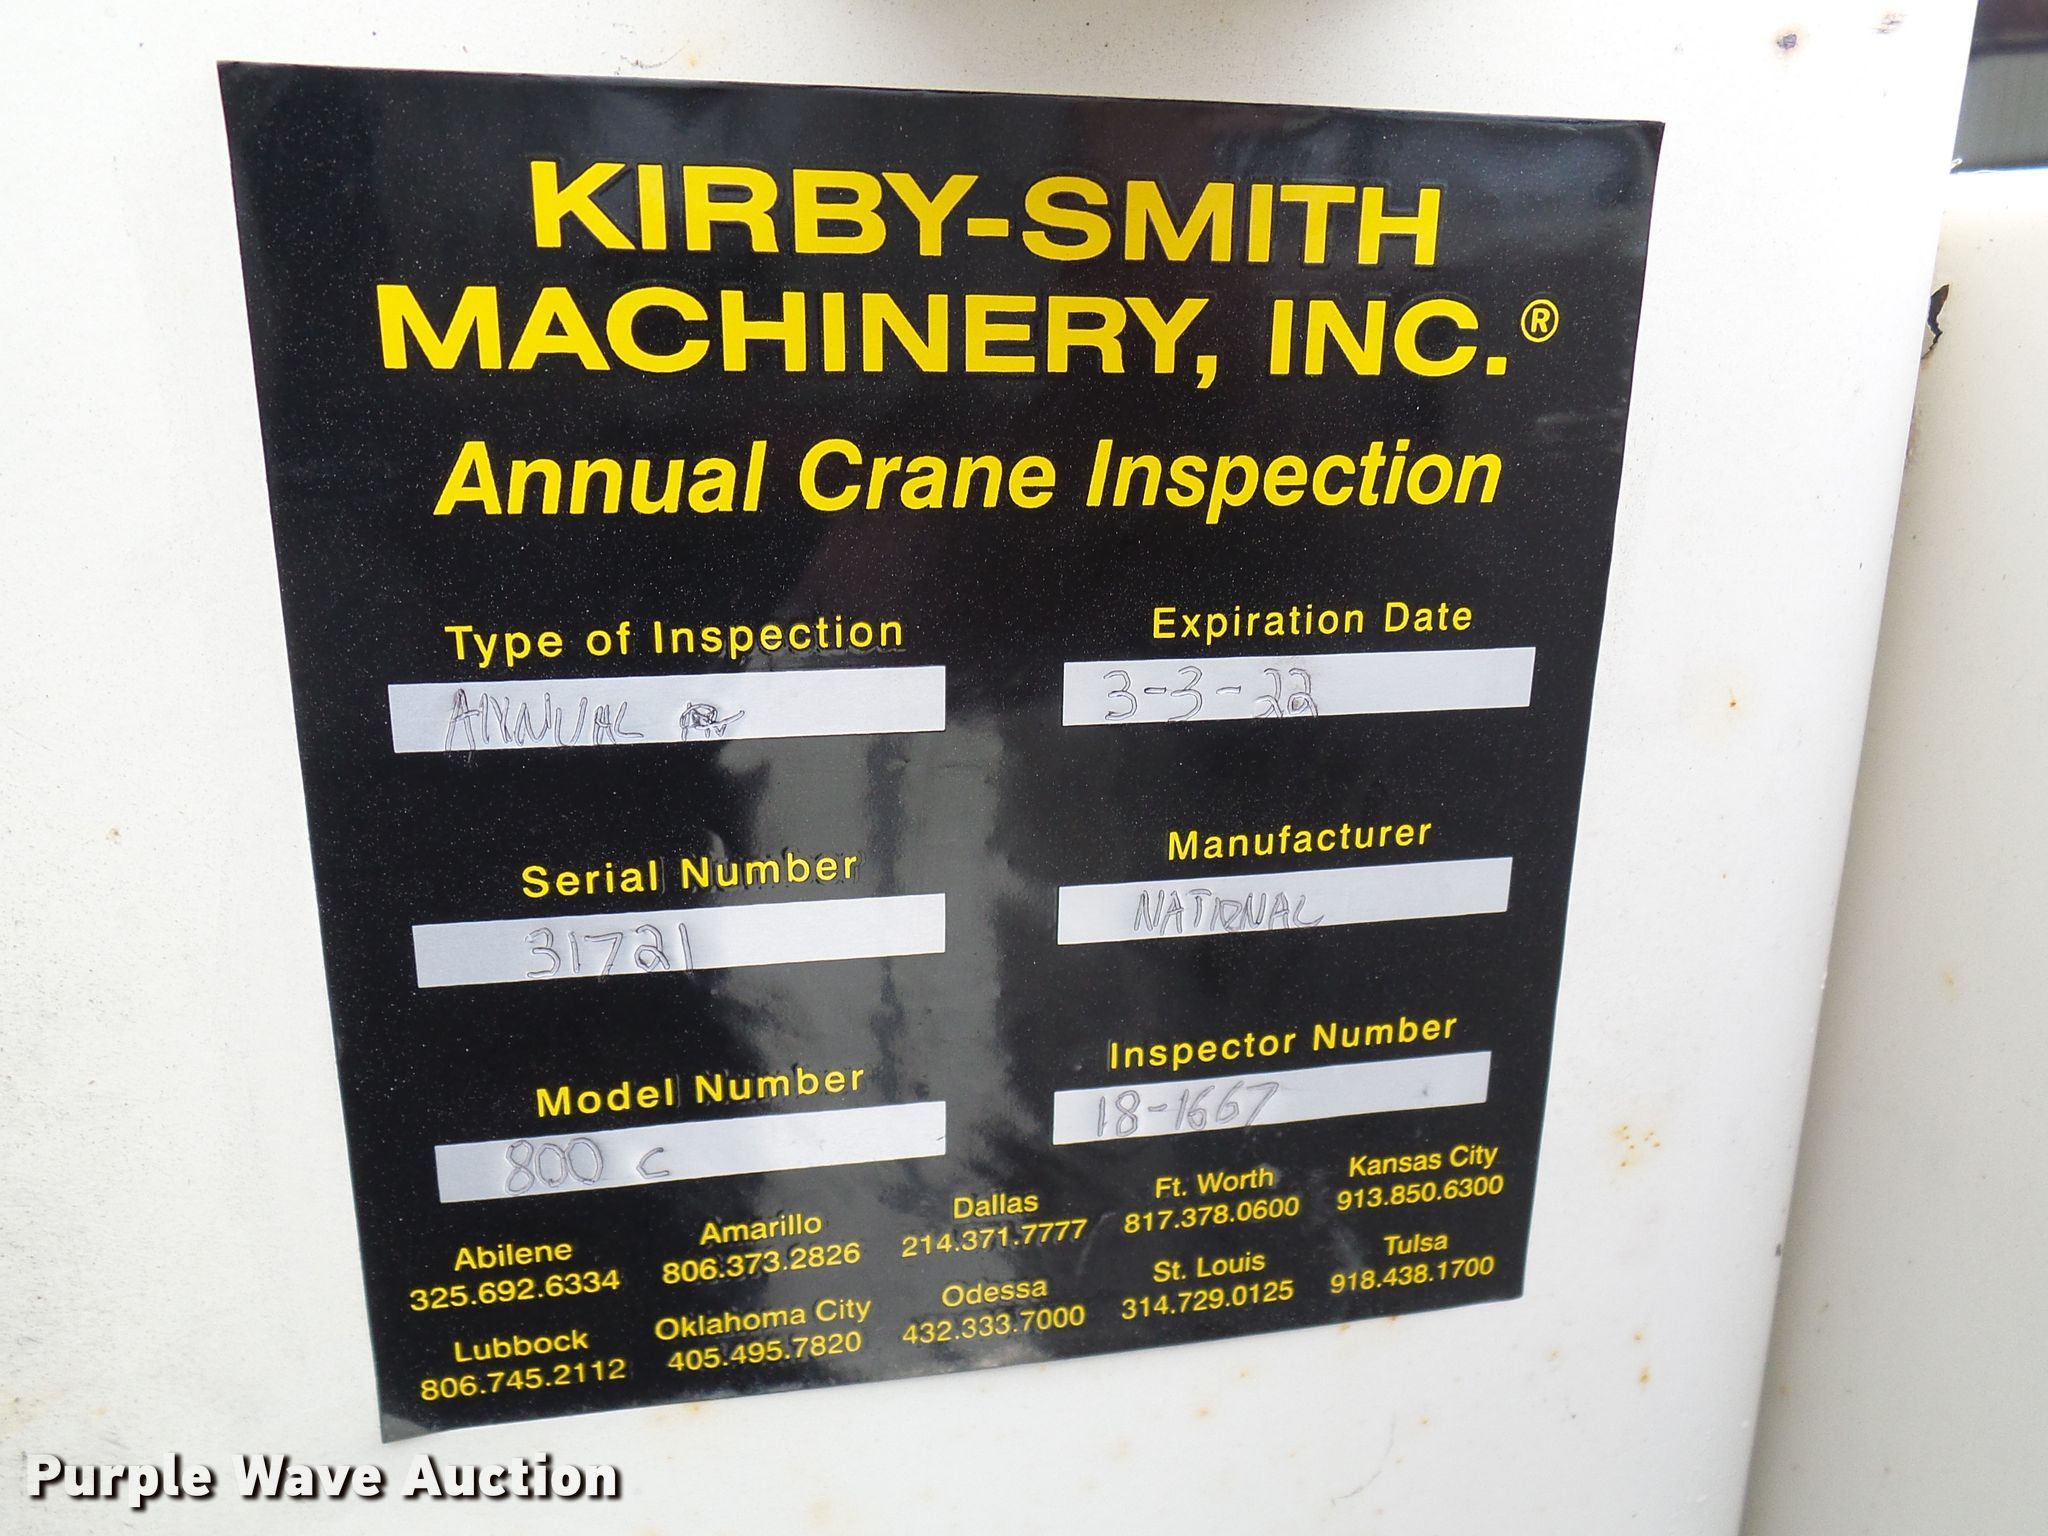 KIRBY-SMITH
MACHINERY, INC.®
Annual Crane Inspection
Type of Inspection
ANNUAL
Expiration Date
3-3-22
Serial Number
31721
Manufacturer
NATIONAL
Model Number
800 C
Inspector Number
18-1667
Abilene
325.692.6334
Amarillo
806.373.2826
Dallas
214.371.7777
Ft. Worth
817.378.0600
Kansas City
913.850.6300
Lubbock
806.745.2112
Oklahoma City
405.495.7820
Odessa
432.333.7000
St. Louis
314.729.0125
Tulsa
918.438.1700
Purple Wave Auction